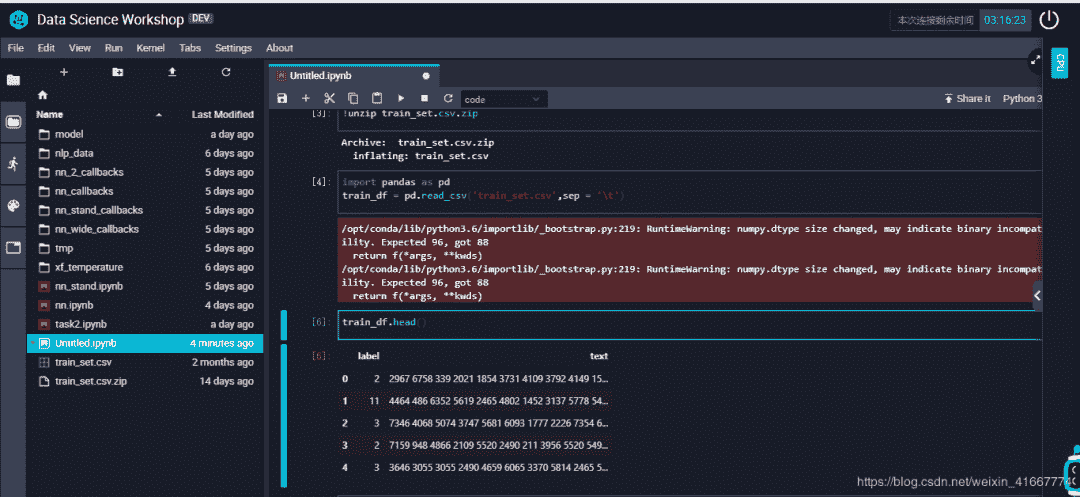 Data Science Workshop DEV
本次连接剩余时间 03:16:23
File Edit View Run Kernel Tabs Settings About
CPU
Untitled.ipynb
code
Share It Python 3
Name Last Modified
model a day ago
nlp_data 6 days ago
nn_2_callbacks 5 days ago
nn_callbacks 5 days ago
nn_stand_callbacks 5 days ago
nn_wide_callbacks 5 days ago
tmp 5 days ago
xf_temperature 6 days ago
nn_stand.ipynb 5 days ago
nn.ipynb 4 days ago
task2.ipynb a day ago
Untitled.ipynb 4 minutes ago
train_set.csv 2 months ago
train_set.csv.zip 14 days ago
[3]: !unzip train_set.csv.zip
Archive: train_set.csv.zip
inflating: train_set.csv
[4]: import pandas as pd
train_df = pd.read_csv('train_set.csv',sep = '\t')
/opt/conda/lib/python3.6/importlib/_bootstrap.py:219: RuntimeWarning: numpy.dtype size changed, may indicate binary incompat
ility. Expected 96, got 88
return f(*args, **kwds)
/opt/conda/lib/python3.6/importlib/_bootstrap.py:219: RuntimeWarning: numpy.dtype size changed, may indicate binary incompat
ility. Expected 96, got 88
return f(*args, **kwds)
[6]: train_df.head()
[6]: label text
0 2 2967 6758 339 2021 1854 3731 4109 3792 4149 15...
1 11 4464 486 6352 5619 2465 4802 1452 3137 5778 54...
2 3 7346 4068 5074 3747 5681 6093 1777 2226 7354 6...
3 2 7159 948 4866 2109 5520 2490 211 3956 5520 549...
4 3 3646 3055 3055 2490 4659 6065 3370 5814 2465 5...
https://blog.csdn.net/weixin_41667774